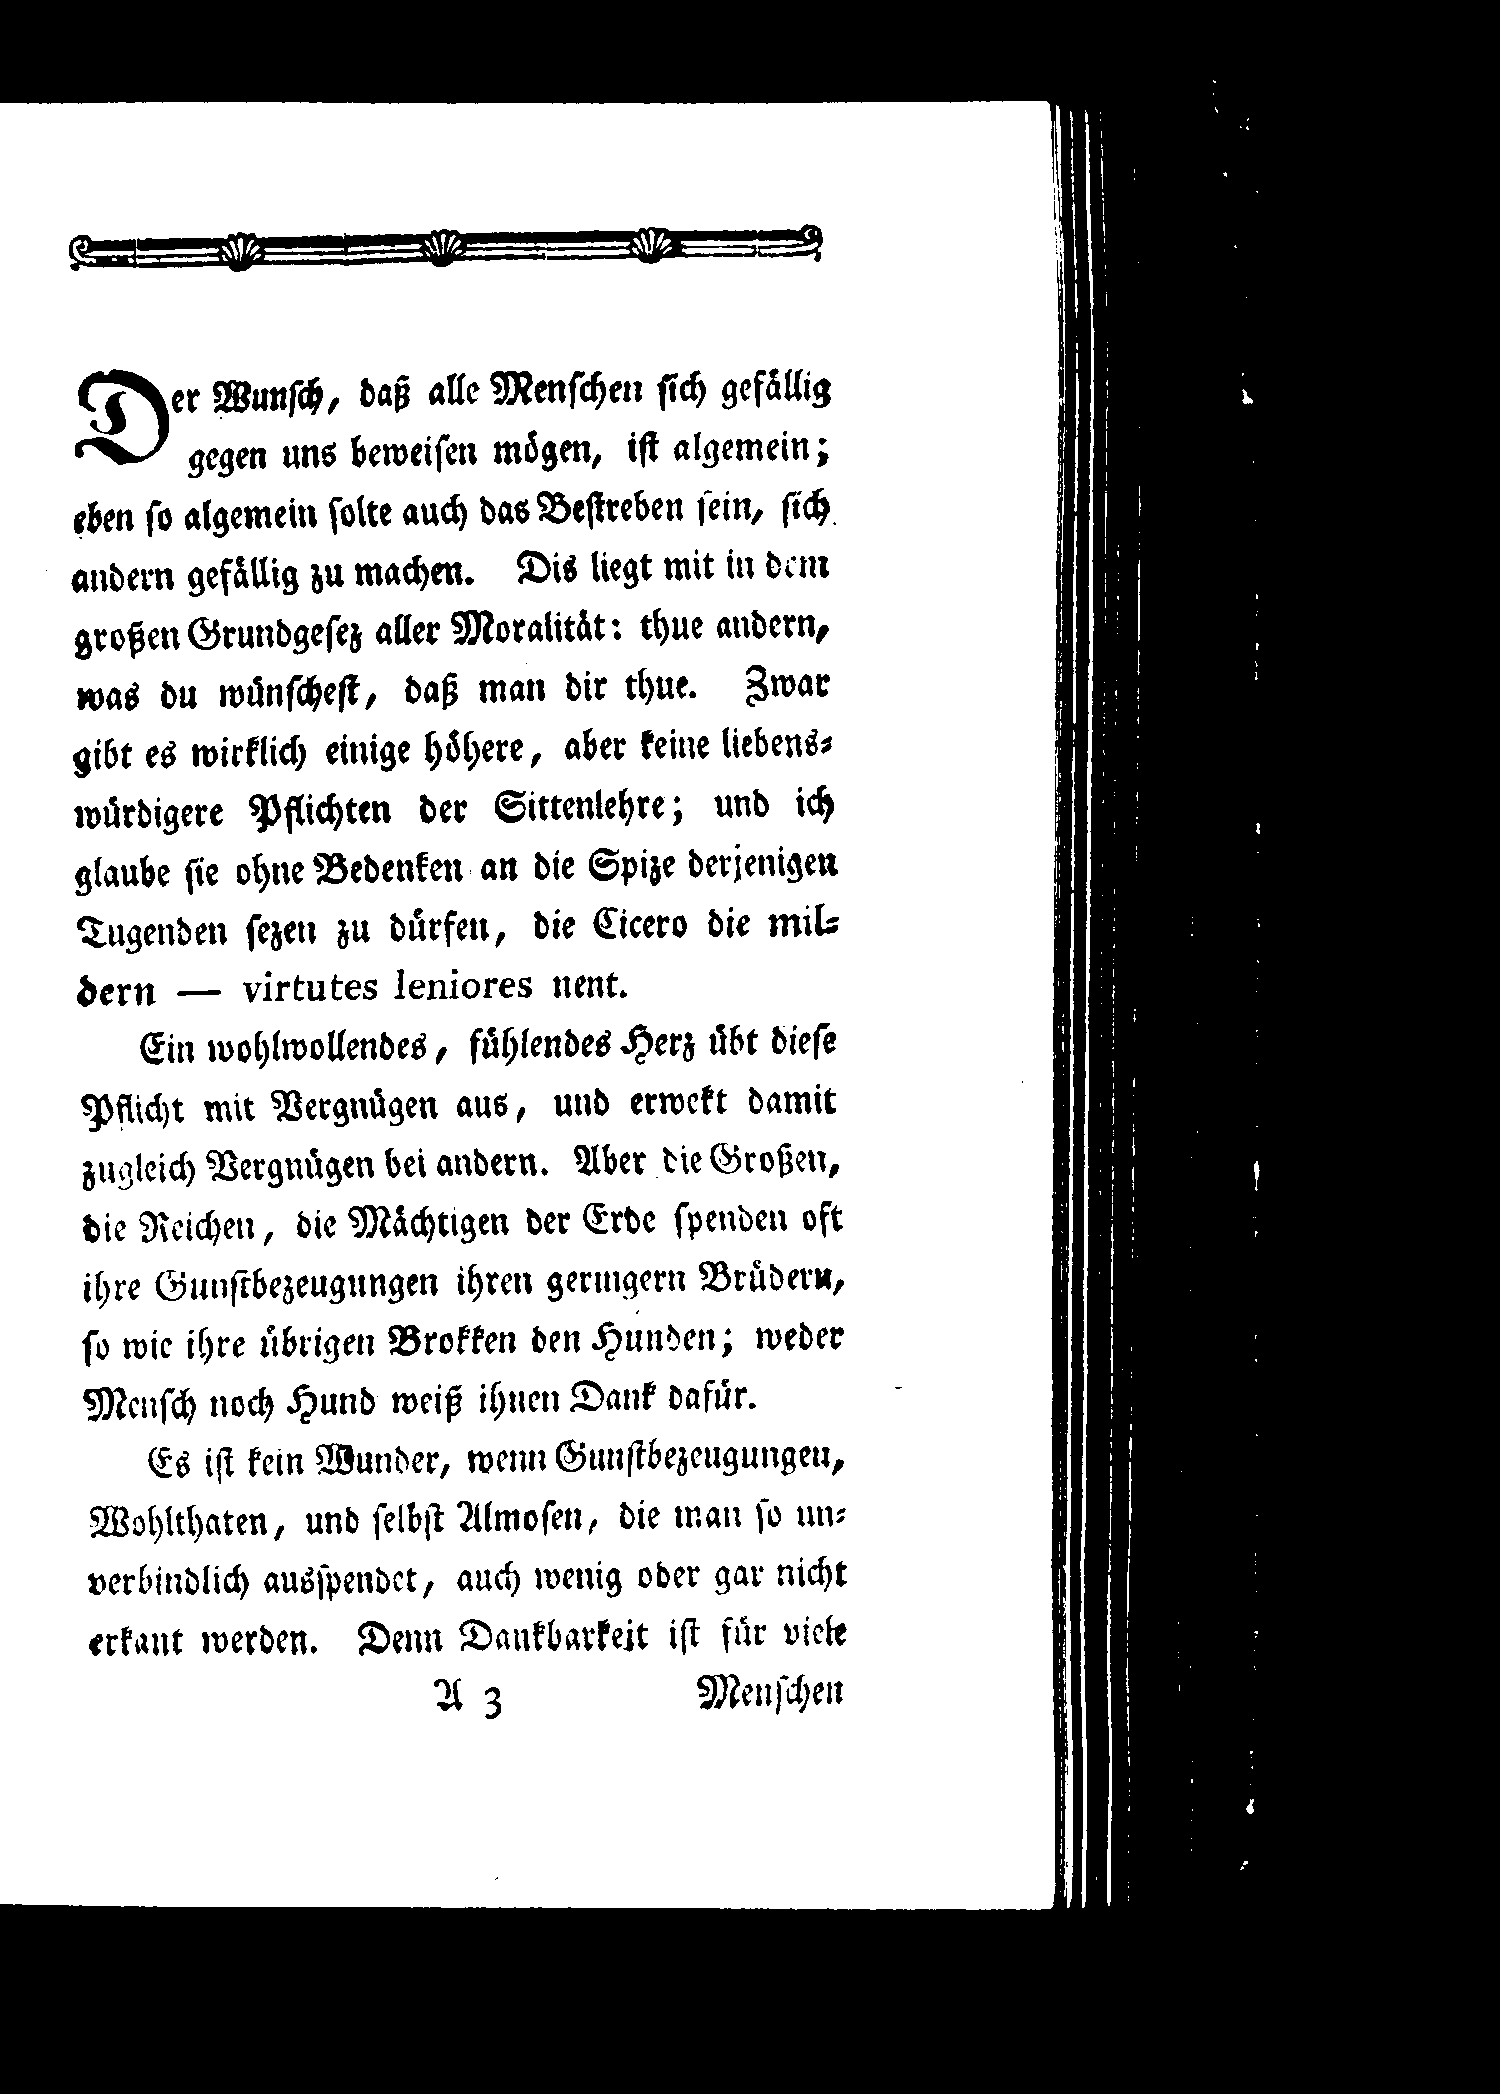 Der Wunſch, daß alle Menſchen ſich gefällig
gegen uns beweiſen mögen, iſt algemein;
eben ſo algemein ſolte auch das Beſtreben ſein, ſich
andern gefällig zu machen. Dis liegt mit in dem
großen Grundgeſez aller Moralität: thue andern,
was du wünſcheſt, daß man dir thue. Zwar
gibt es wirklich einige höhere, aber keine liebens⸗
würdigere Pflichten der Sittenlehre; und ich
glaube ſie ohne Bedenken an die Spize derjenigen
Tugenden ſezen zu dürfen, die Cicero die mil⸗
dern — virtutes leniores nent.
Ein wohlwollendes, fühlendes Herz übt dieſe
Pflicht mit Vergnügen aus, und erwekt damit
zugleich Vergnügen bei andern. Aber die Großen,
die Reichen, die Mächtigen der Erde ſpenden oft
ihre Gunſtbezeugungen ihren geringern Brüdern,
ſo wie ihre übrigen Brokken den Hunden; weder
Menſch noch Hund weiß ihnen Dank dafür.
Es iſt kein Wunder, wenn Gunſtbezeugungen,
Wohlthaten, und ſelbſt Almoſen, die man ſo un⸗
verbindlich ausſpendet, auch wenig oder gar nicht
erkant werden. Denn Dankbarkeit iſt für viele
A 3 Menſchen